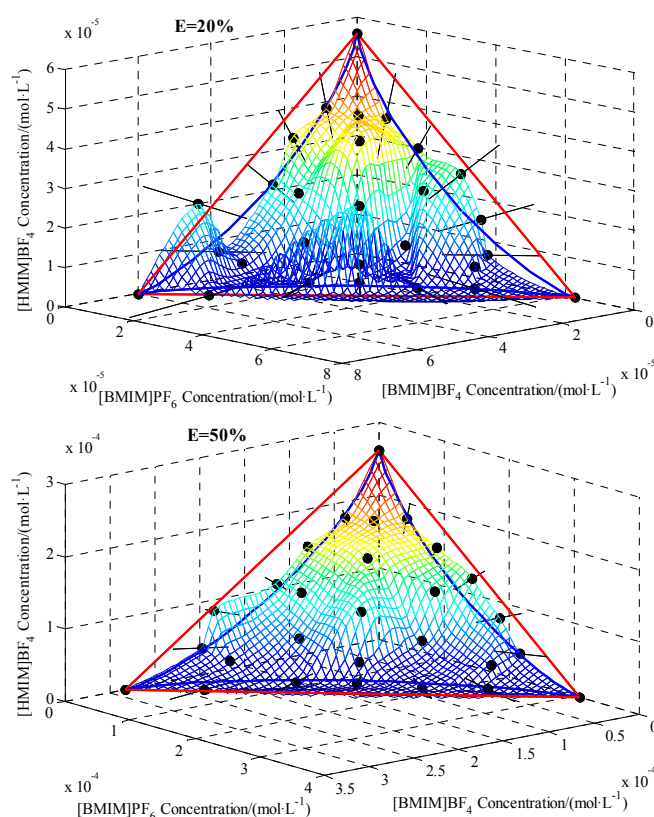 x 10⁻⁵
E=20%
[HMIM]BF₄ Concentration/(mol·L⁻¹)
6
5
4
3
2
1
0
0
2
4
6
8
8
6
4
2
0
x 10⁻⁵
[BMIM]PF₆ Concentration/(mol·L⁻¹)
[BMIM]BF₄ Concentration/(mol·L⁻¹)
x 10⁻⁵
x 10⁻⁴
E=50%
[HMIM]BF₄ Concentration/(mol·L⁻¹)
3
2
1
0
0
1
2
3
4
3.5
3
2.5
2
1.5
1
0.5
0
x 10⁻⁴
[BMIM]PF₆ Concentration/(mol·L⁻¹)
[BMIM]BF₄ Concentration/(mol·L⁻¹)
x 10⁻⁴